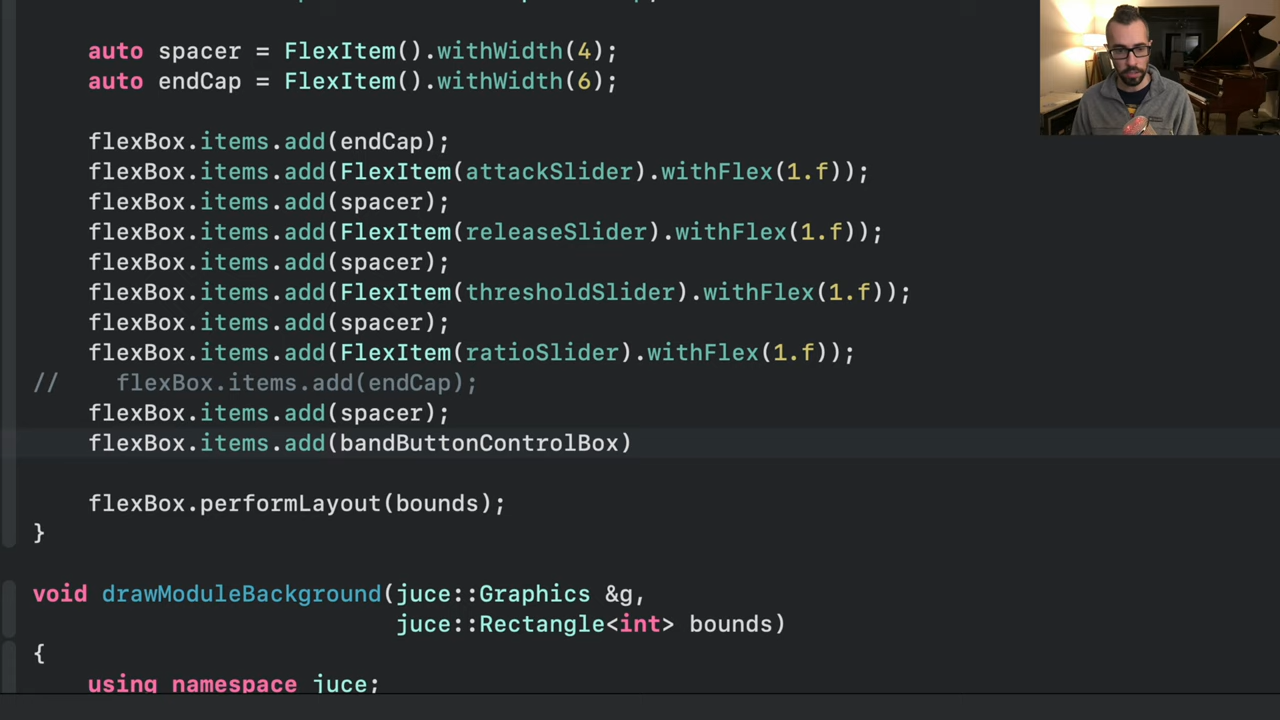 auto spacer = FlexItem().withWidth(4);
auto endCap = FlexItem().withWidth(6);
flexBox.items.add(endCap);
flexBox.items.add(FlexItem(attackSlider).withFlex(1.f));
flexBox.items.add(spacer);
flexBox.items.add(FlexItem(releaseSlider).withFlex(1.f));
flexBox.items.add(spacer);
flexBox.items.add(FlexItem(thresholdSlider).withFlex(1.f));
flexBox.items.add(spacer);
flexBox.items.add(FlexItem(ratioSlider).withFlex(1.f));
// flexBox.items.add(endCap);
flexBox.items.add(spacer);
flexBox.items.add(bandButtonControlBox)
flexBox.performLayout(bounds);
}
void drawModuleBackground(juce::Graphics &g,
juce::Rectangle<int> bounds)
{
using namespace juce;